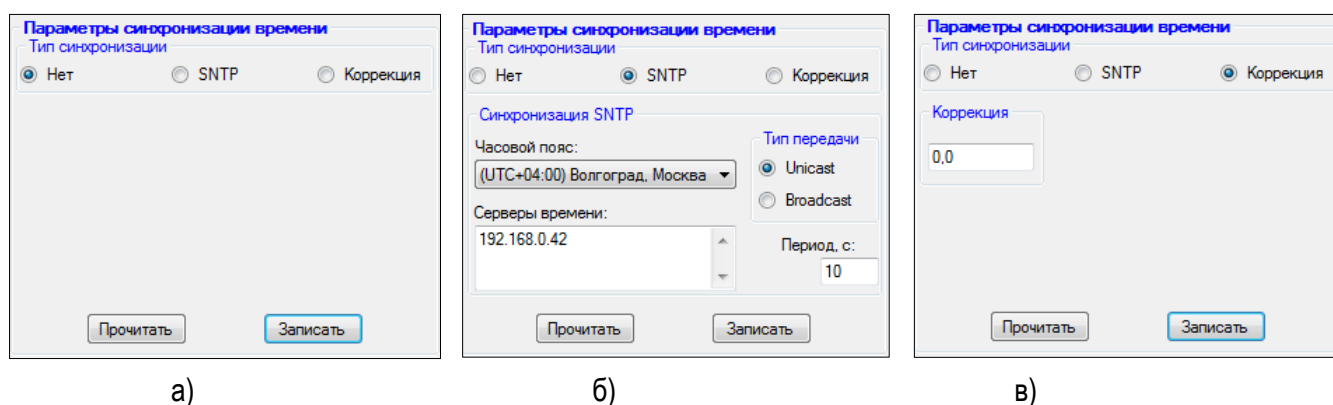 Параметры синхронизации времени
Тип синхронизации
Нет SNTP Коррекция
Прочитать Записать
а)
Параметры синхронизации времени
Тип синхронизации
Нет SNTP Коррекция
Синхронизация SNTP
Часовой пояс:
(UTC+04:00) Волгоград, Москва
Тип передачи
Unicast
Broadcast
Серверы времени:
192.168.0.42
Период, с:
10
Прочитать Записать
б)
Параметры синхронизации времени
Тип синхронизации
Нет SNTP Коррекция
Коррекция
0,0
Прочитать Записать
в)